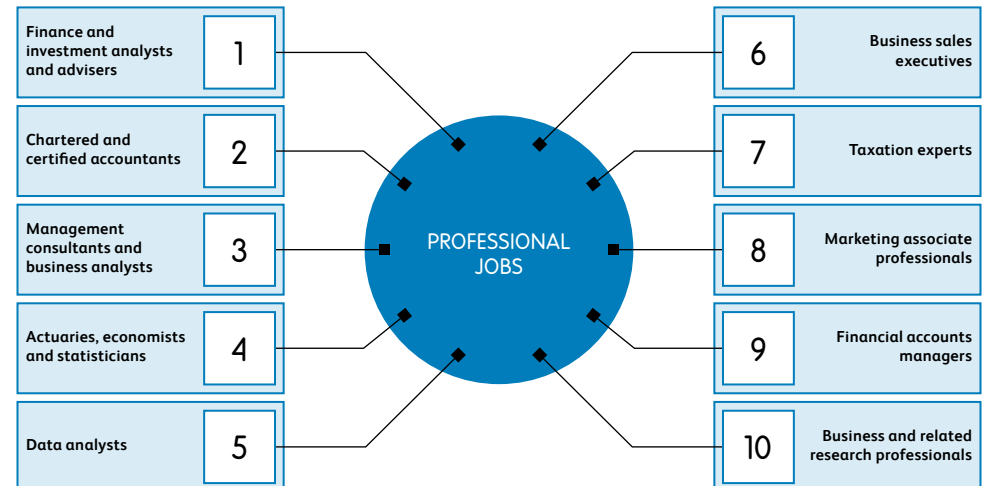 Finance and
investment analysts
and advisers
1
Chartered and
certified accountants
2
Management
consultants and
business analysts
3
Actuaries, economists
and statisticians
4
Data analysts
5
PROFESSIONAL
JOBS
6
Business sales
executives
7
Taxation experts
8
Marketing associate
professionals
9
Financial accounts
managers
10
Business and related
research professionals